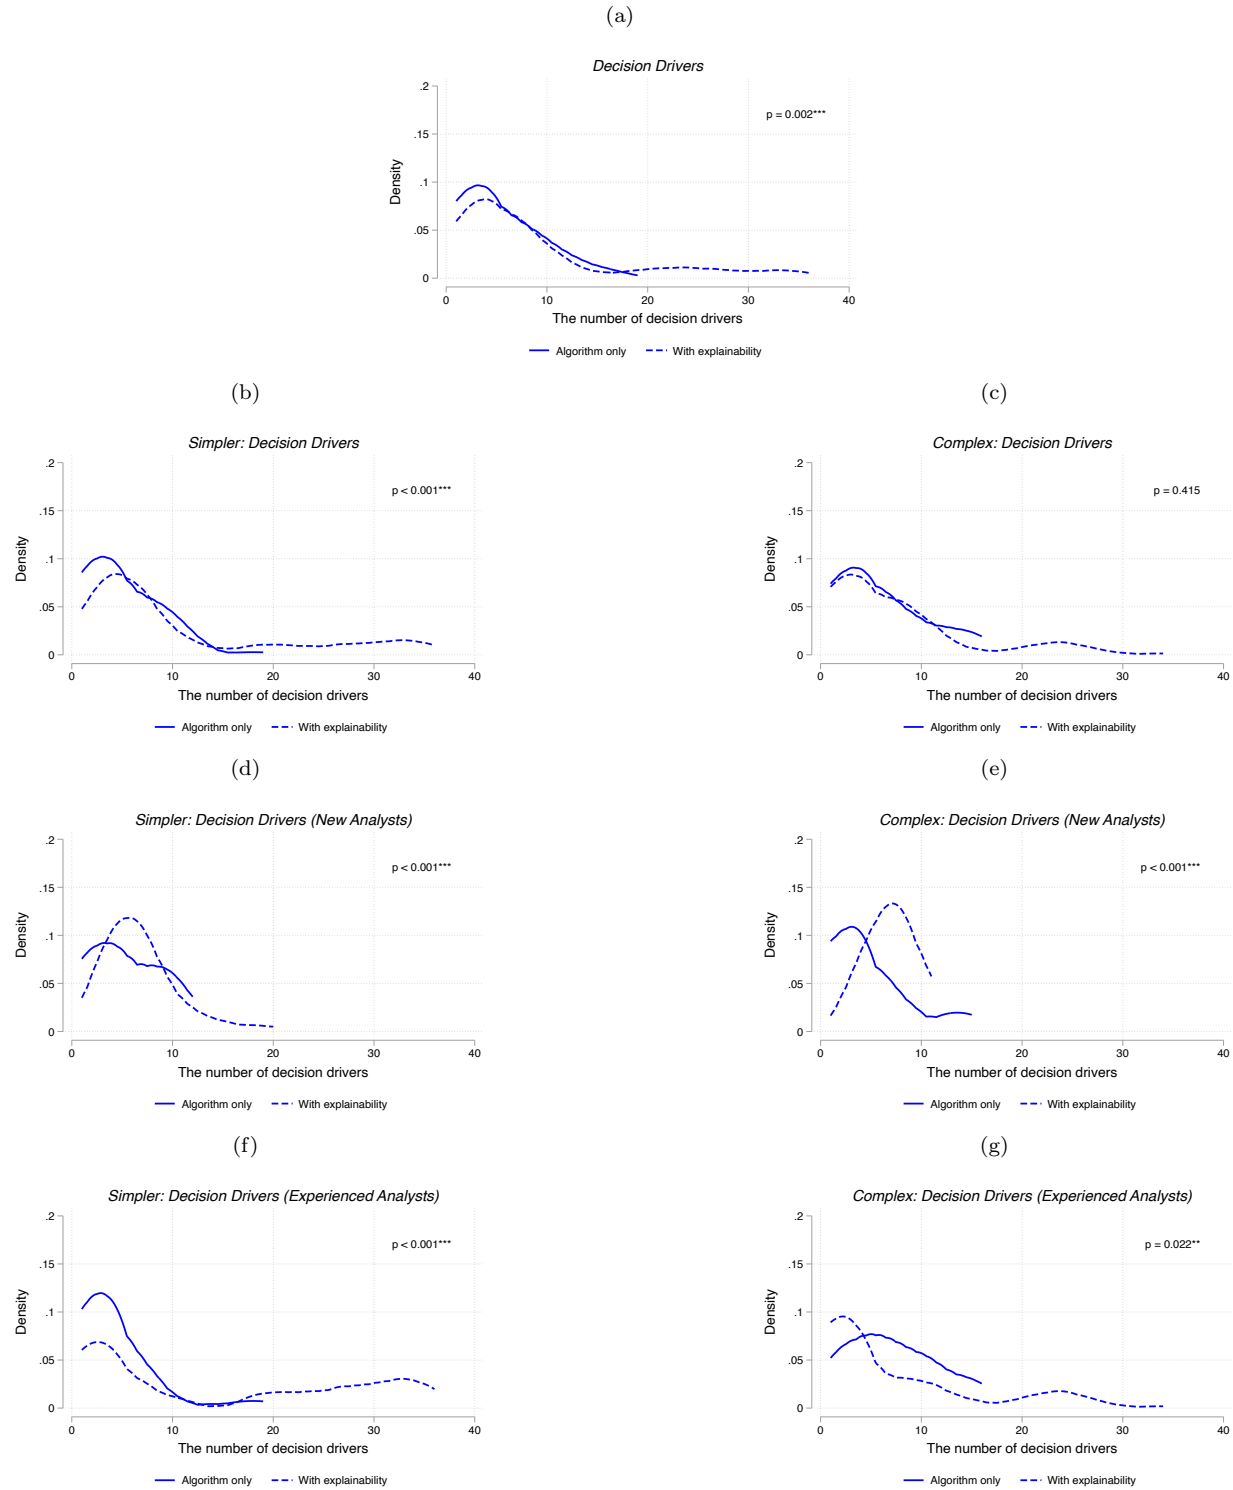 (a)
Decision Drivers
p = 0.002***
Density
.2
.15
.1
.05
0
0 10 20 30 40
The number of decision drivers
Algorithm only With explainability
(b)
Simpler: Decision Drivers
p < 0.001***
Density
.2
.15
.1
.05
0
0 10 20 30 40
The number of decision drivers
Algorithm only With explainability
(c)
Complex: Decision Drivers
p = 0.415
Density
.2
.15
.1
.05
0
0 10 20 30 40
The number of decision drivers
Algorithm only With explainability
(d)
Simpler: Decision Drivers (New Analysts)
p < 0.001***
Density
.2
.15
.1
.05
0
0 10 20 30 40
The number of decision drivers
Algorithm only With explainability
(e)
Complex: Decision Drivers (New Analysts)
p < 0.001***
Density
.2
.15
.1
.05
0
0 10 20 30 40
The number of decision drivers
Algorithm only With explainability
(f)
Simpler: Decision Drivers (Experienced Analysts)
p < 0.001***
Density
.2
.15
.1
.05
0
0 10 20 30 40
The number of decision drivers
Algorithm only With explainability
(g)
Complex: Decision Drivers (Experienced Analysts)
p = 0.022**
Density
.2
.15
.1
.05
0
0 10 20 30 40
The number of decision drivers
Algorithm only With explainability